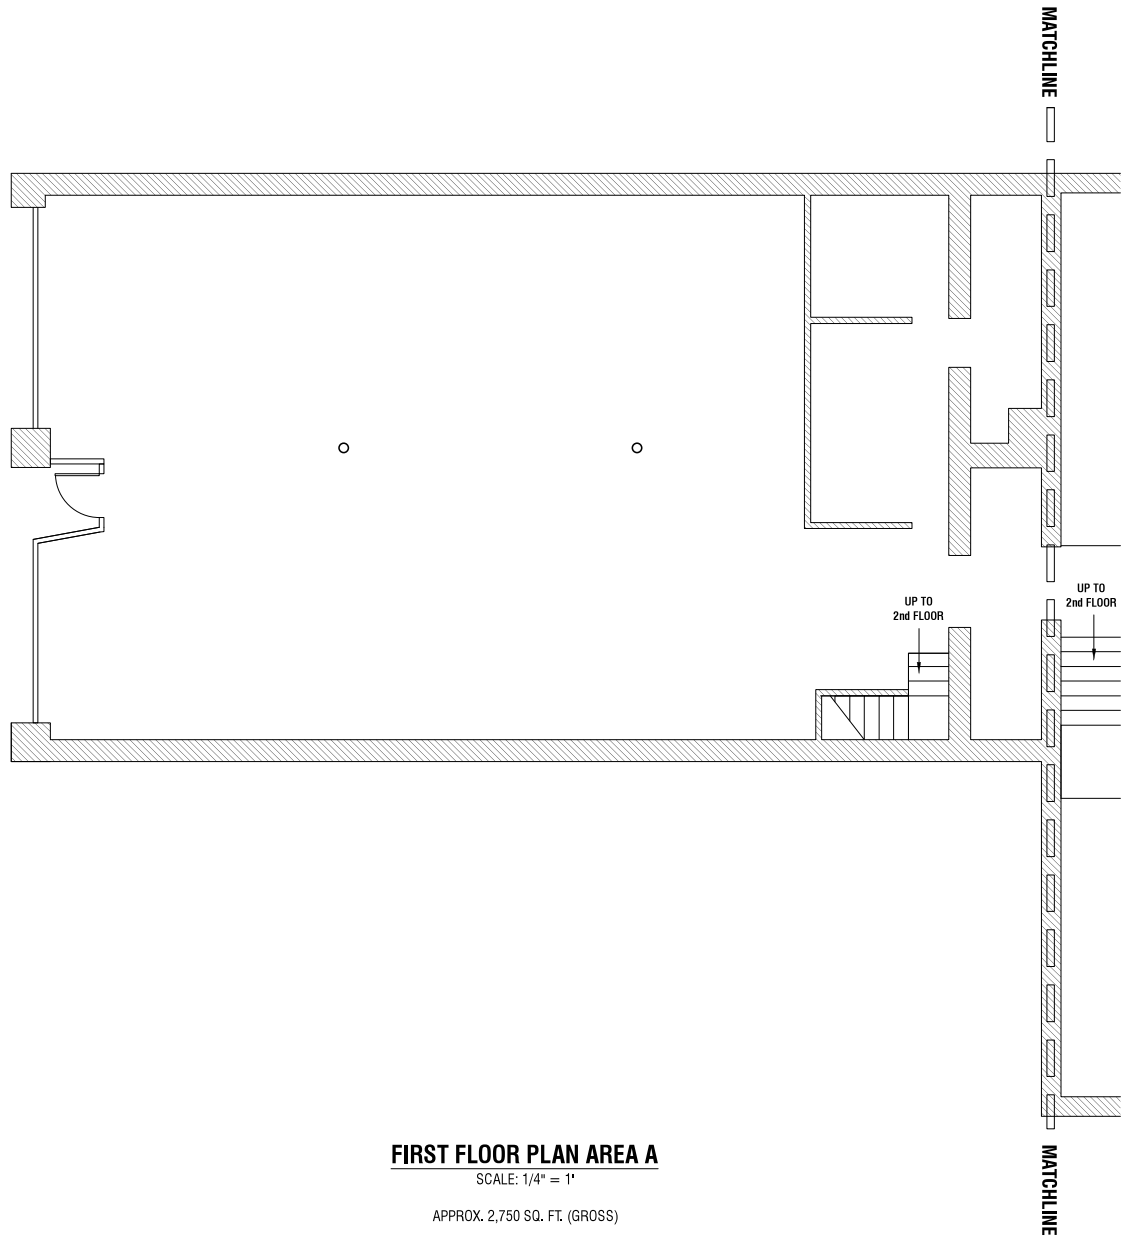 MATCHLINE
UP TO
2nd FLOOR
UP TO
2nd FLOOR
FIRST FLOOR PLAN AREA A
SCALE: 1/4" = 1'
APPROX. 2,750 SQ. FT. (GROSS)
MATCHLINE